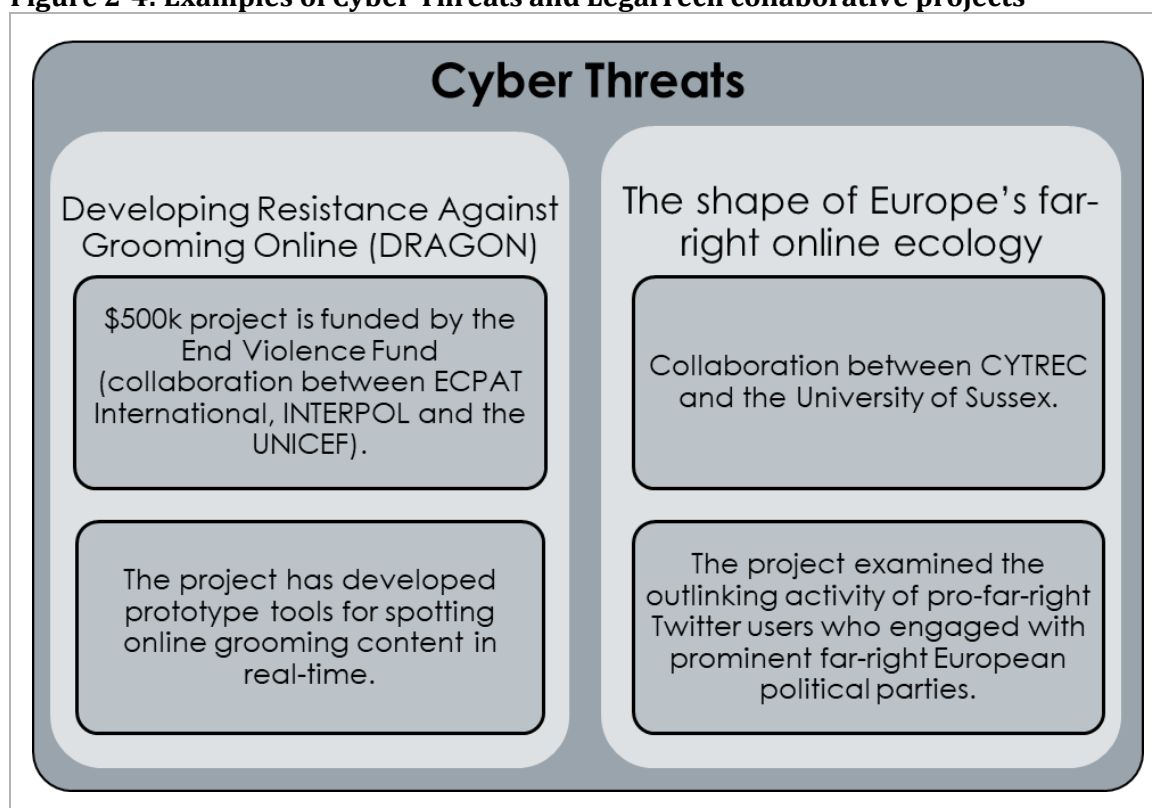 Figure 2-4: Examples of Cyber Threats and LegalTech collaborative projects
Cyber Threats
Developing Resistance Against
Grooming Online (DRAGON)
$500k project is funded by the
End Violence Fund
(collaboration between ECPAT
International, INTERPOL and the
UNICEF).
The project has developed
prototype tools for spotting
online grooming content in
real-time.
The shape of Europe’s far-
right online ecology
Collaboration between CYTREC
and the University of Sussex.
The project examined the
outlinking activity of pro-far-right
Twitter users who engaged with
prominent far-right European
political parties.